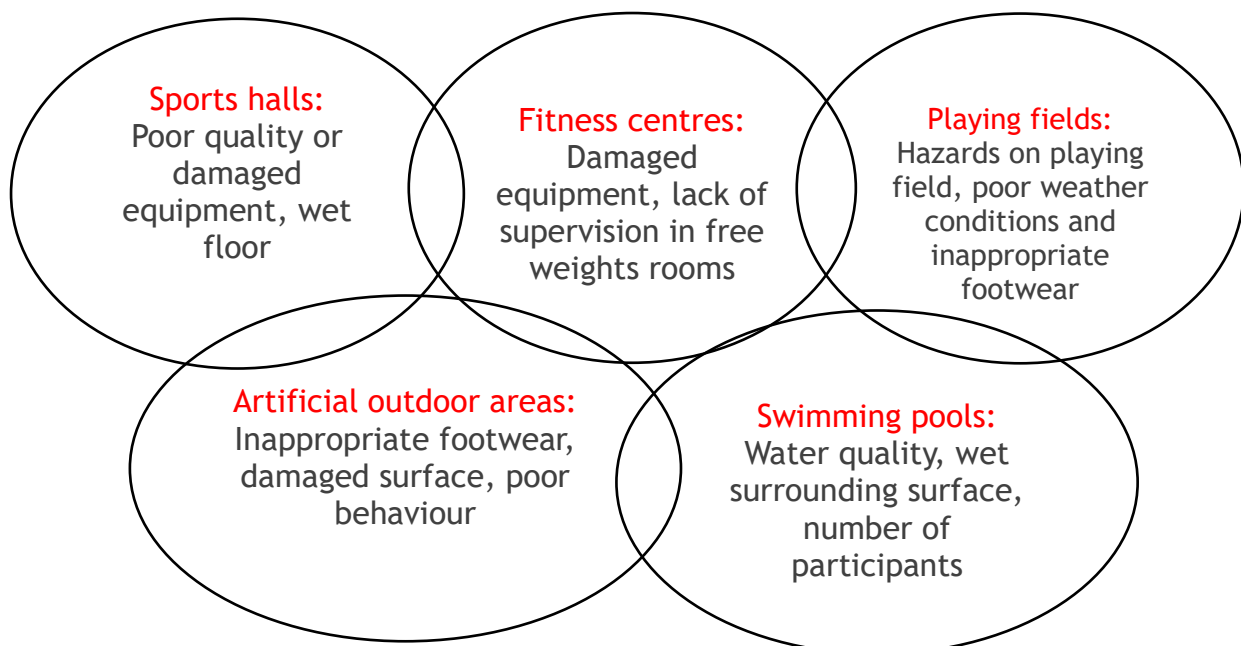 Sports halls:
Poor quality or
damaged
equipment, wet
floor
Fitness centres:
Damaged
equipment, lack of
supervision in free
weights rooms
Playing fields:
Hazards on playing
field, poor weather
conditions and
inappropriate
footwear
Artificial outdoor areas:
Inappropriate footwear,
damaged surface, poor
behaviour
Swimming pools:
Water quality, wet
surrounding surface,
number of
participants